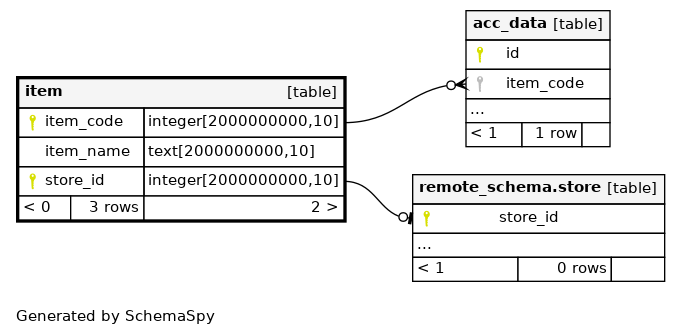 acc_data [table]
id
item_code
...
< 1 1 row
item [table]
item_code integer[2000000000,10]
item_name text[2000000000,10]
store_id integer[2000000000,10]
< 0 3 rows 2 >
remote_schema.store [table]
store_id
...
< 1 0 rows
Generated by SchemaSpy